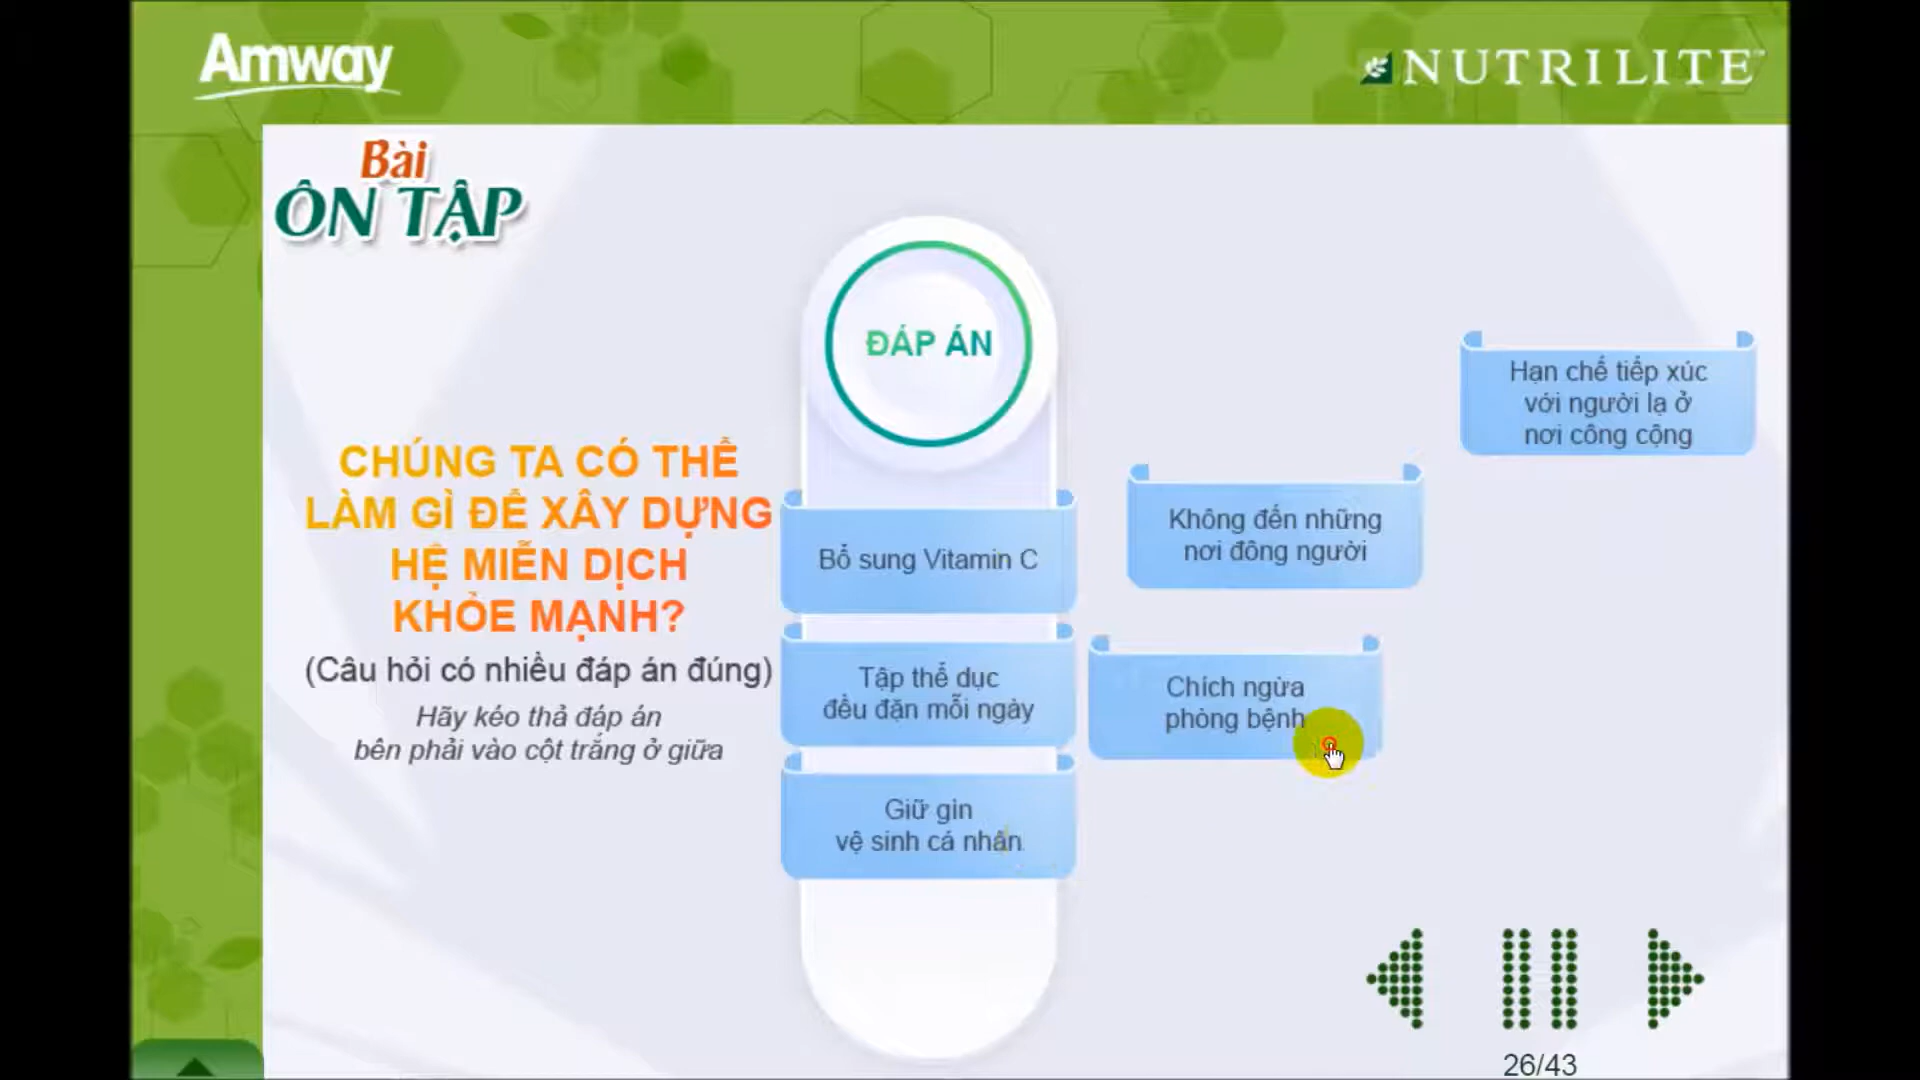 Amway
NUTRILITE™
Bài
ÔN TẬP
ĐÁP ÁN
CHÚNG TA CÓ THỂ
LÀM GÌ ĐỂ XÂY DỰNG
HỆ MIỄN DỊCH
KHỎE MẠNH?
(Câu hỏi có nhiều đáp án đúng)
Hãy kéo thả đáp án
bên phải vào cột trắng ở giữa
Bổ sung Vitamin C
Tập thể dục
đều đặn mỗi ngày
Giữ gìn
vệ sinh cá nhân
Hạn chế tiếp xúc
với người lạ ở
nơi công cộng
Không đến những
nơi đông người
Chích ngừa
phòng bệnh
26/43